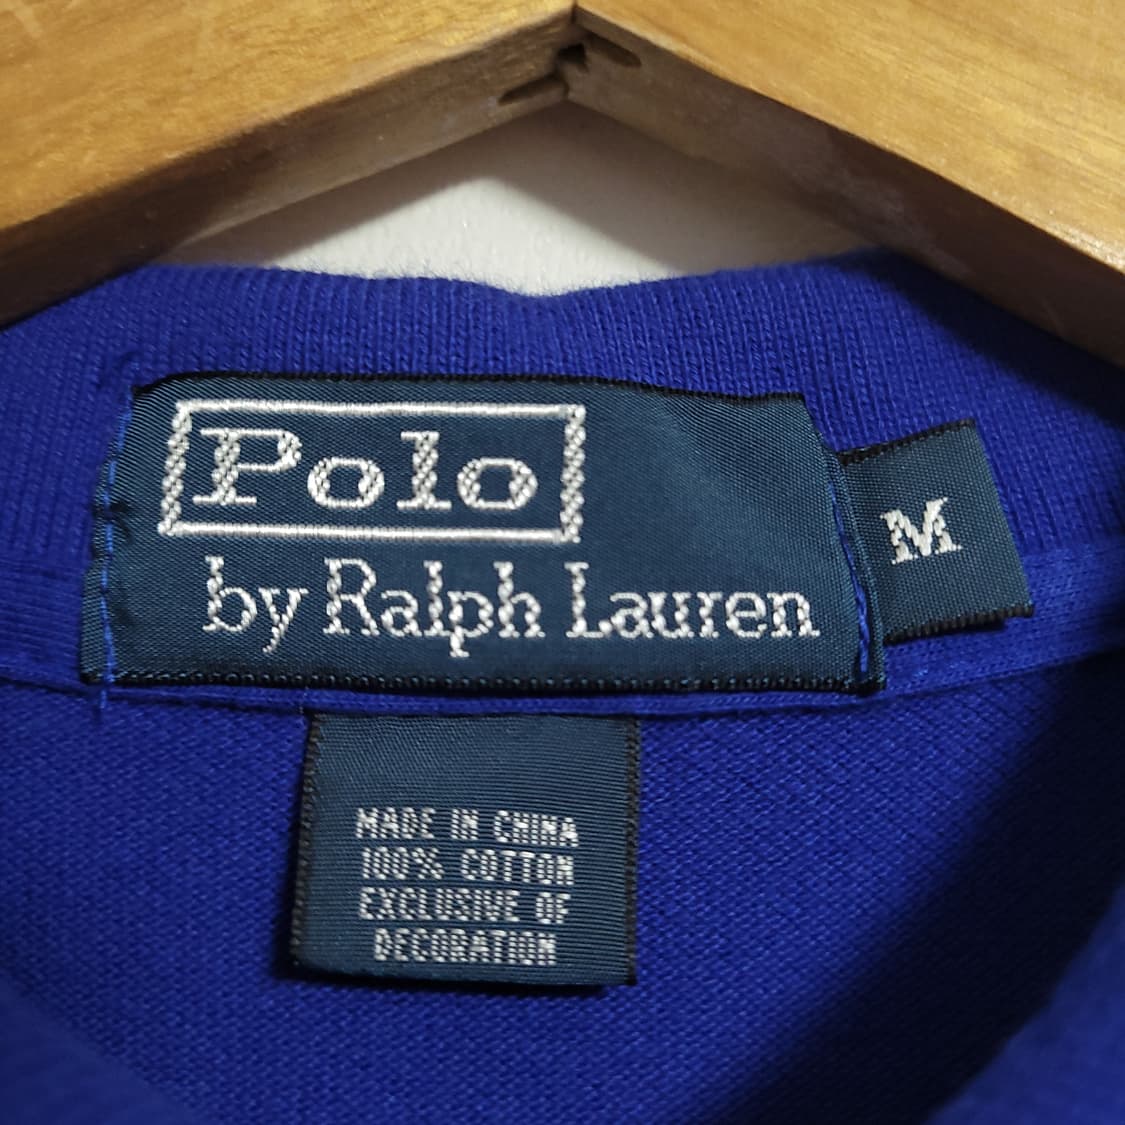 Polo
by Ralph Lauren
M
MADE IN CHINA
100% COTTON
EXCLUSIVE OF
DECORATION